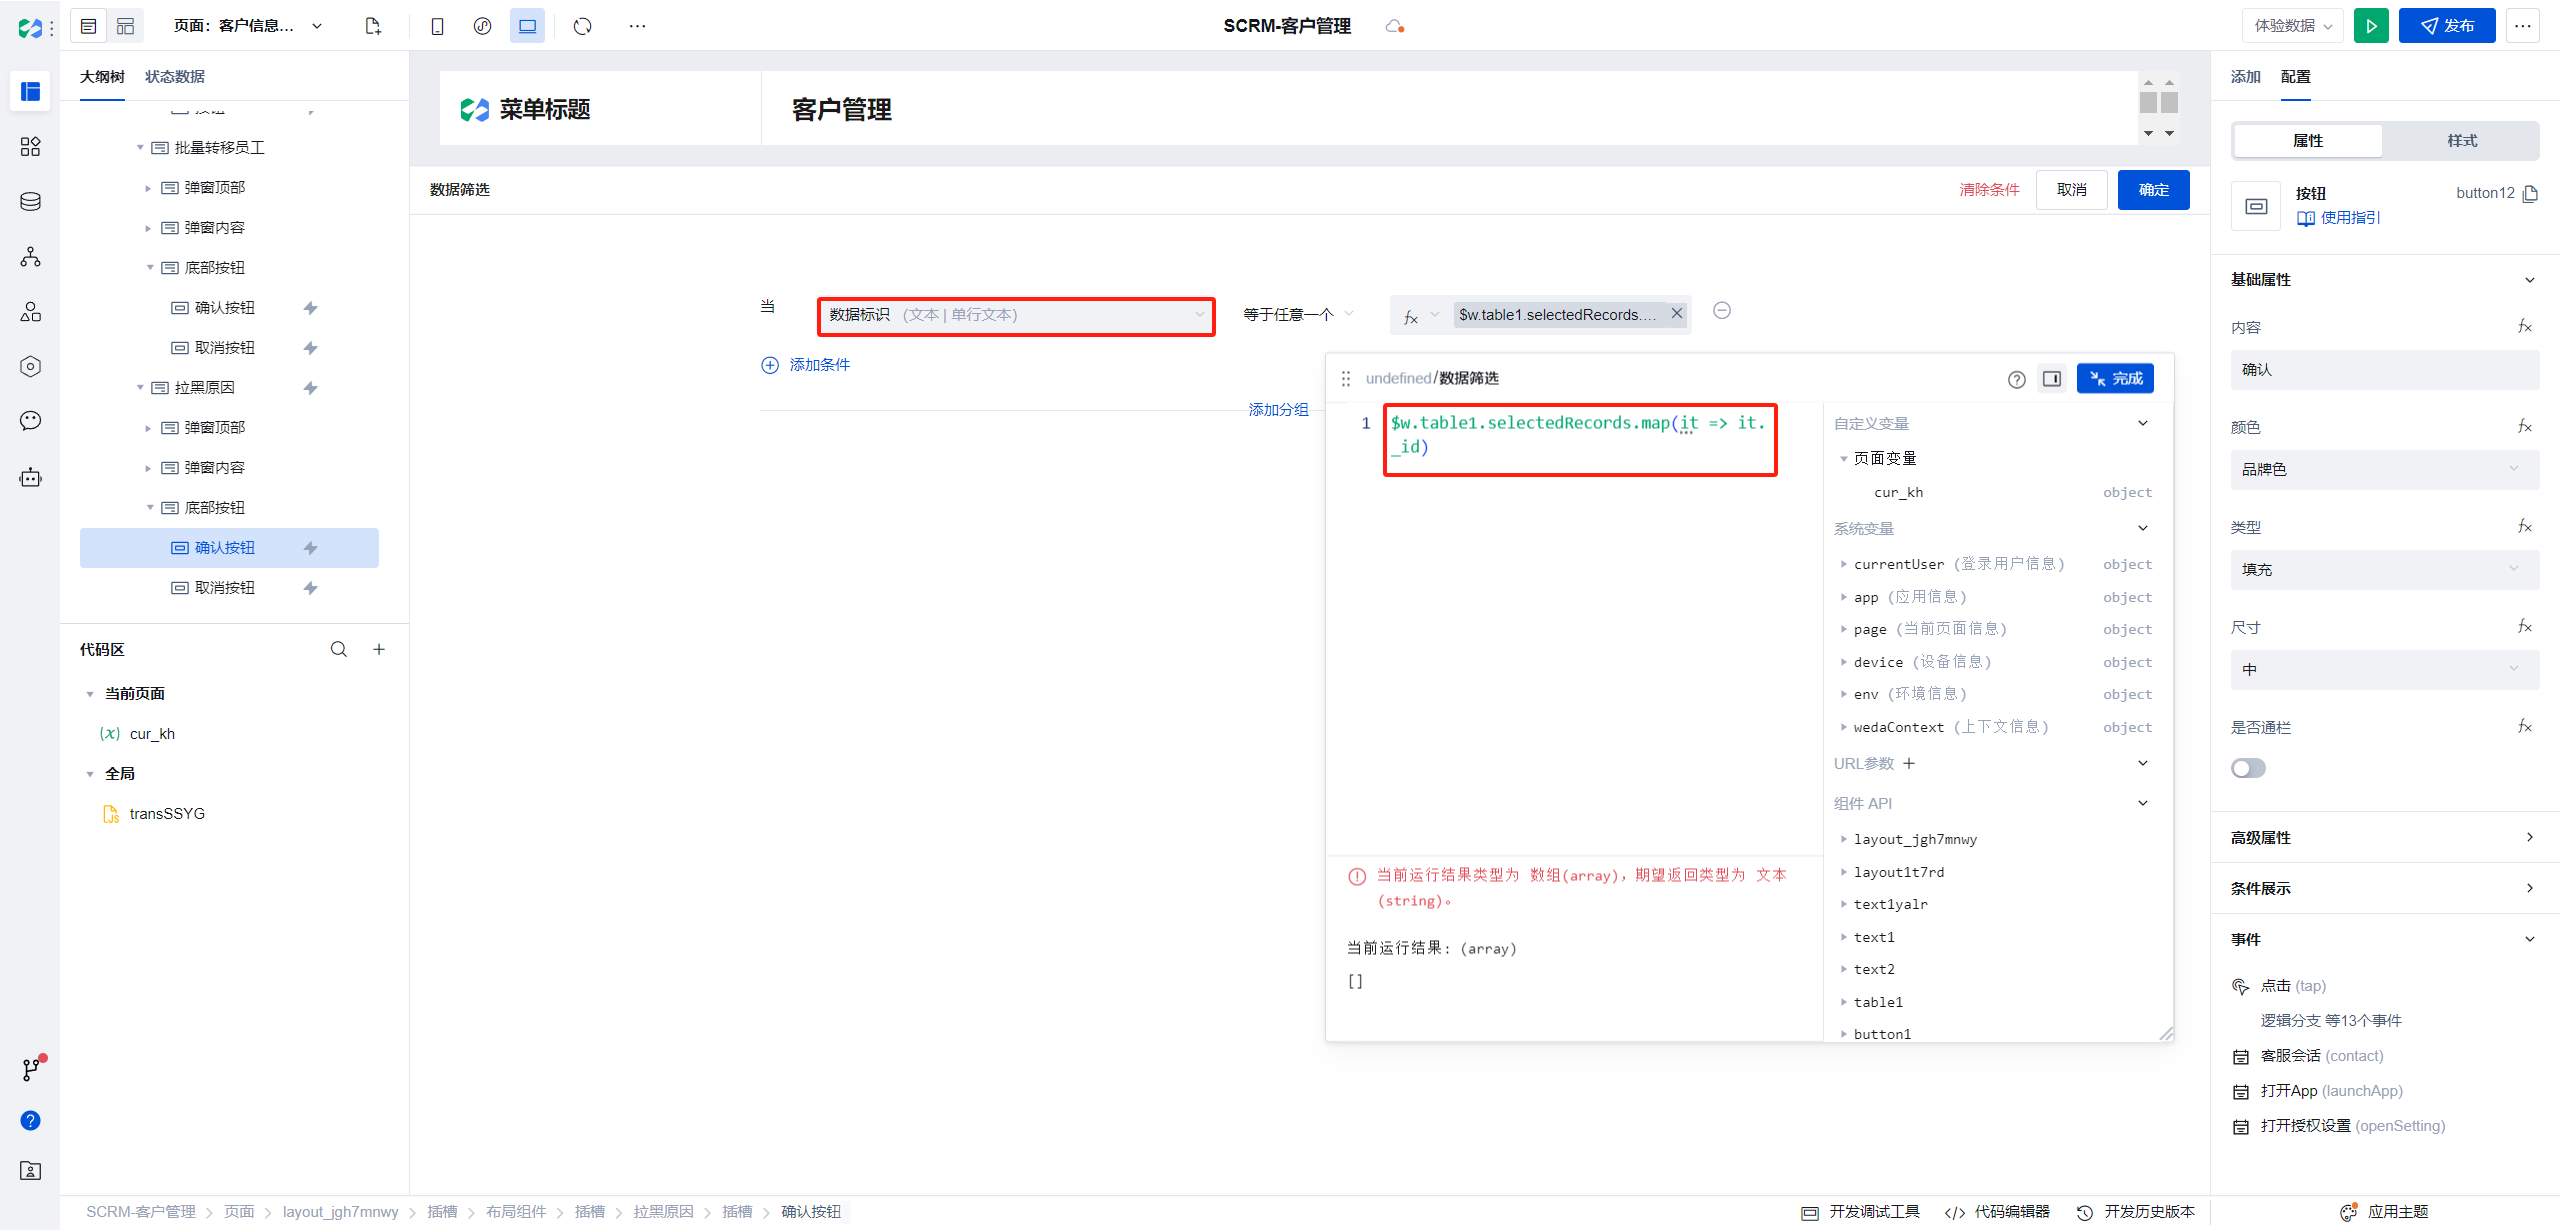 页面：客户信息...
SCRM-客户管理
体验数据
发布
大纲树
状态数据
批量转移员工
弹窗顶部
弹窗内容
底部按钮
确认按钮
取消按钮
拉黑原因
弹窗顶部
弹窗内容
底部按钮
确认按钮
取消按钮
代码区
当前页面
(x) cur_kh
全局
transSSYG
菜单标题
客户管理
数据筛选
清除条件
取消
确定
当
数据标识 (文本 | 单行文本)
等于任意一个
fx
$w.table1.selectedRecords....
添加条件
添加分组
undefined/数据筛选
完成
1
$w.table1.selectedRecords.map(it => it.
_id)
当前运行结果类型为 数组(array)，期望返回类型为 文本
(string)。
当前运行结果：(array)
[]
自定义变量
页面变量
cur_kh object
系统变量
currentUser (登录用户信息) object
app (应用信息) object
page (当前页面信息) object
device (设备信息) object
env (环境信息) object
wedaContext (上下文信息) object
URL参数
组件 API
layout_jgh7mnwy
layout1t7rd
text1yalr
text1
text2
table1
button1
添加
配置
属性
样式
按钮
button12
使用指引
基础属性
内容 fx
确认
颜色 fx
品牌色
类型 fx
填充
尺寸 fx
中
是否通栏 fx
高级属性
条件展示
事件
点击 (tap)
逻辑分支 等13个事件
客服会话 (contact)
打开App (launchApp)
打开授权设置 (openSetting)
SCRM-客户管理 > 页面 > layout_jgh7mnwy > 插槽 > 布局组件 > 插槽 > 拉黑原因 > 插槽 > 确认按钮
开发调试工具
代码编辑器
开发历史版本
应用主题